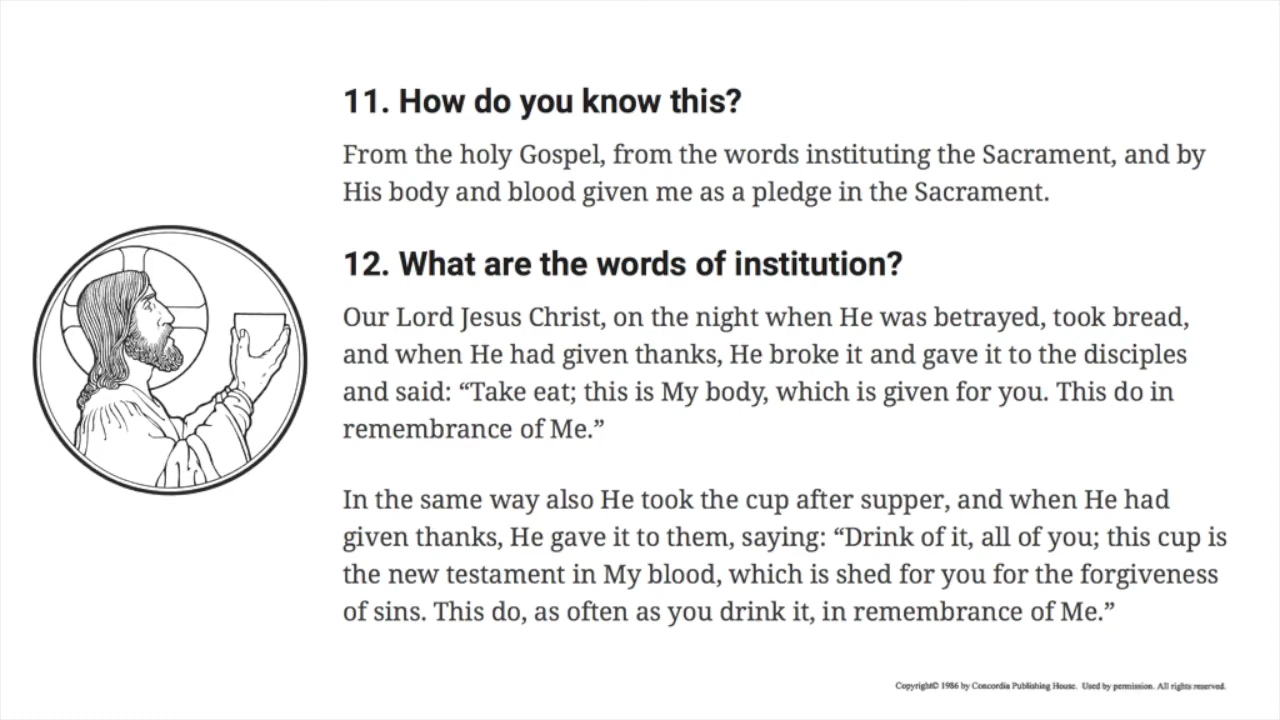 11. How do you know this?
From the holy Gospel, from the words instituting the Sacrament, and by
His body and blood given me as a pledge in the Sacrament.
12. What are the words of institution?
Our Lord Jesus Christ, on the night when He was betrayed, took bread,
and when He had given thanks, He broke it and gave it to the disciples
and said: “Take eat; this is My body, which is given for you. This do in
remembrance of Me.”
In the same way also He took the cup after supper, and when He had
given thanks, He gave it to them, saying: “Drink of it, all of you; this cup is
the new testament in My blood, which is shed for you for the forgiveness
of sins. This do, as often as you drink it, in remembrance of Me.”
Copyright© 1986 by Concordia Publishing House. Used by permission. All rights reserved.